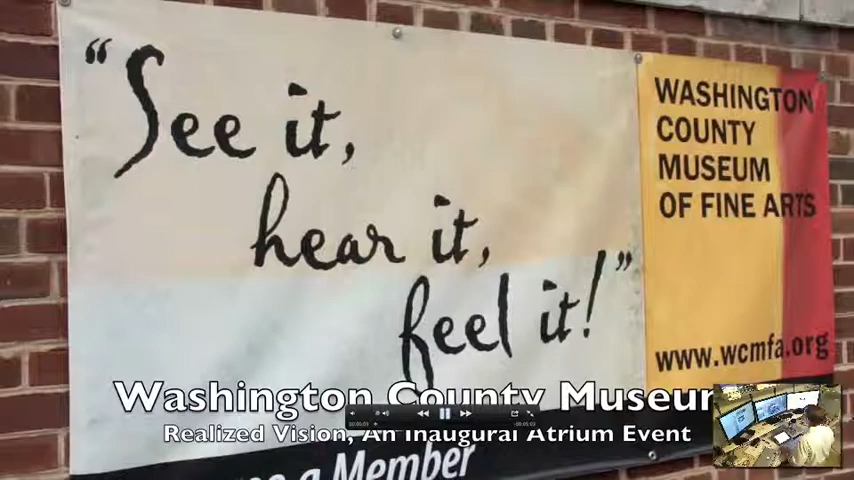 “See it,
hear it,
feel it!”
WASHINGTON
COUNTY
MUSEUM
OF FINE ARTS
www.wcmfa.org
Washington County Museum
Realized Vision, An Inaugural Atrium Event
a Member